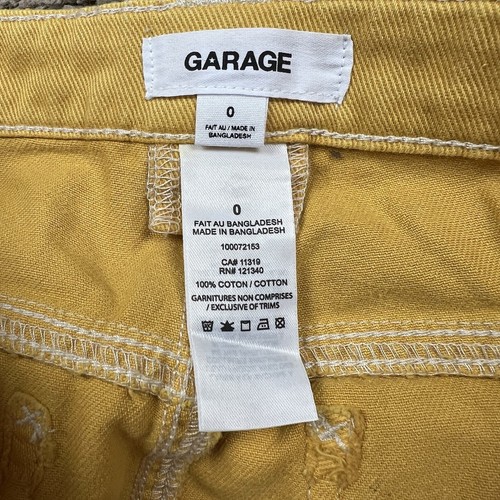 GARAGE
0
FAIT AU / MADE IN
BANGLADESH
0
FAIT AU BANGLADESH
MADE IN BANGLADESH
100072153
CA# 11319
RN# 121340
100% COTON / COTTON
GARNITURES NON COMPRISES
/ EXCLUSIVE OF TRIMS